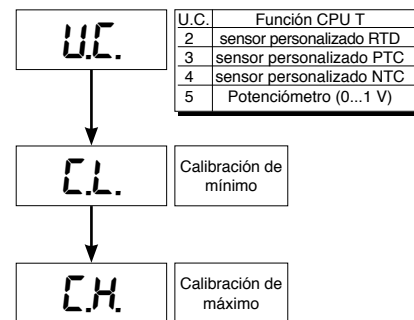 U.C.
U.C. Función CPU T
2 sensor personalizado RTD
3 sensor personalizado PTC
4 sensor personalizado NTC
5 Potenciómetro (0...1 V)
C.L.
Calibración de
mínimo
C.H.
Calibración de
máximo